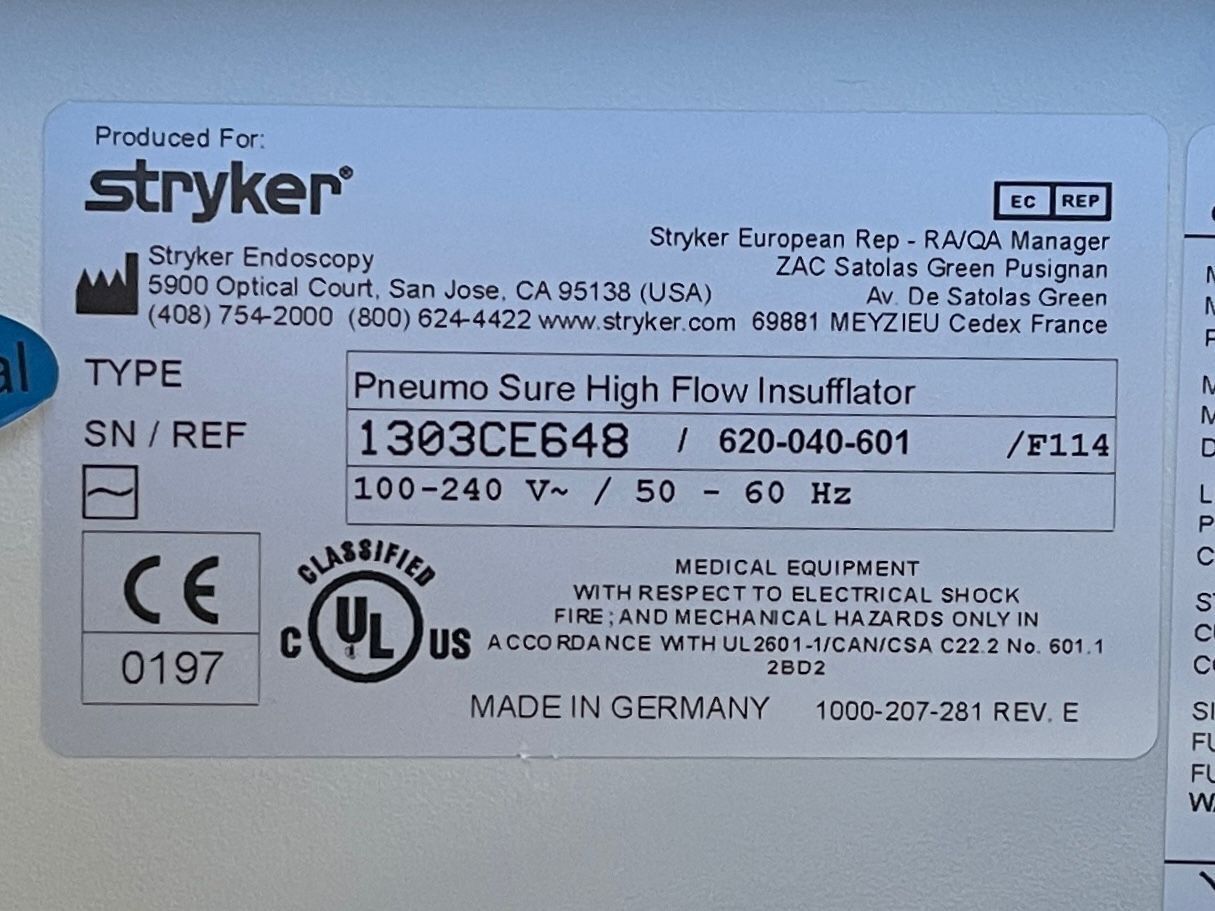 Produced For:
stryker®
EC REP
Stryker Endoscopy
5900 Optical Court, San Jose, CA 95138 (USA)
(408) 754-2000 (800) 624-4422 www.stryker.com
Stryker European Rep - RA/QA Manager
ZAC Satolas Green Pusignan
Av. De Satolas Green
69881 MEYZIEU Cedex France
TYPE
Pneumo Sure High Flow Insufflator
SN / REF
1303CE648 / 620-040-601 /F114
100-240 V~ / 50 - 60 Hz
CE
0197
CLASSIFIED
C UL US
MEDICAL EQUIPMENT
WITH RESPECT TO ELECTRICAL SHOCK
FIRE;AND MECHANICAL HAZARDS ONLY IN
ACCORDANCE WITH UL2601-1/CAN/CSA C22.2 No. 601.1
2BD2
MADE IN GERMANY 1000-207-281 REV. E